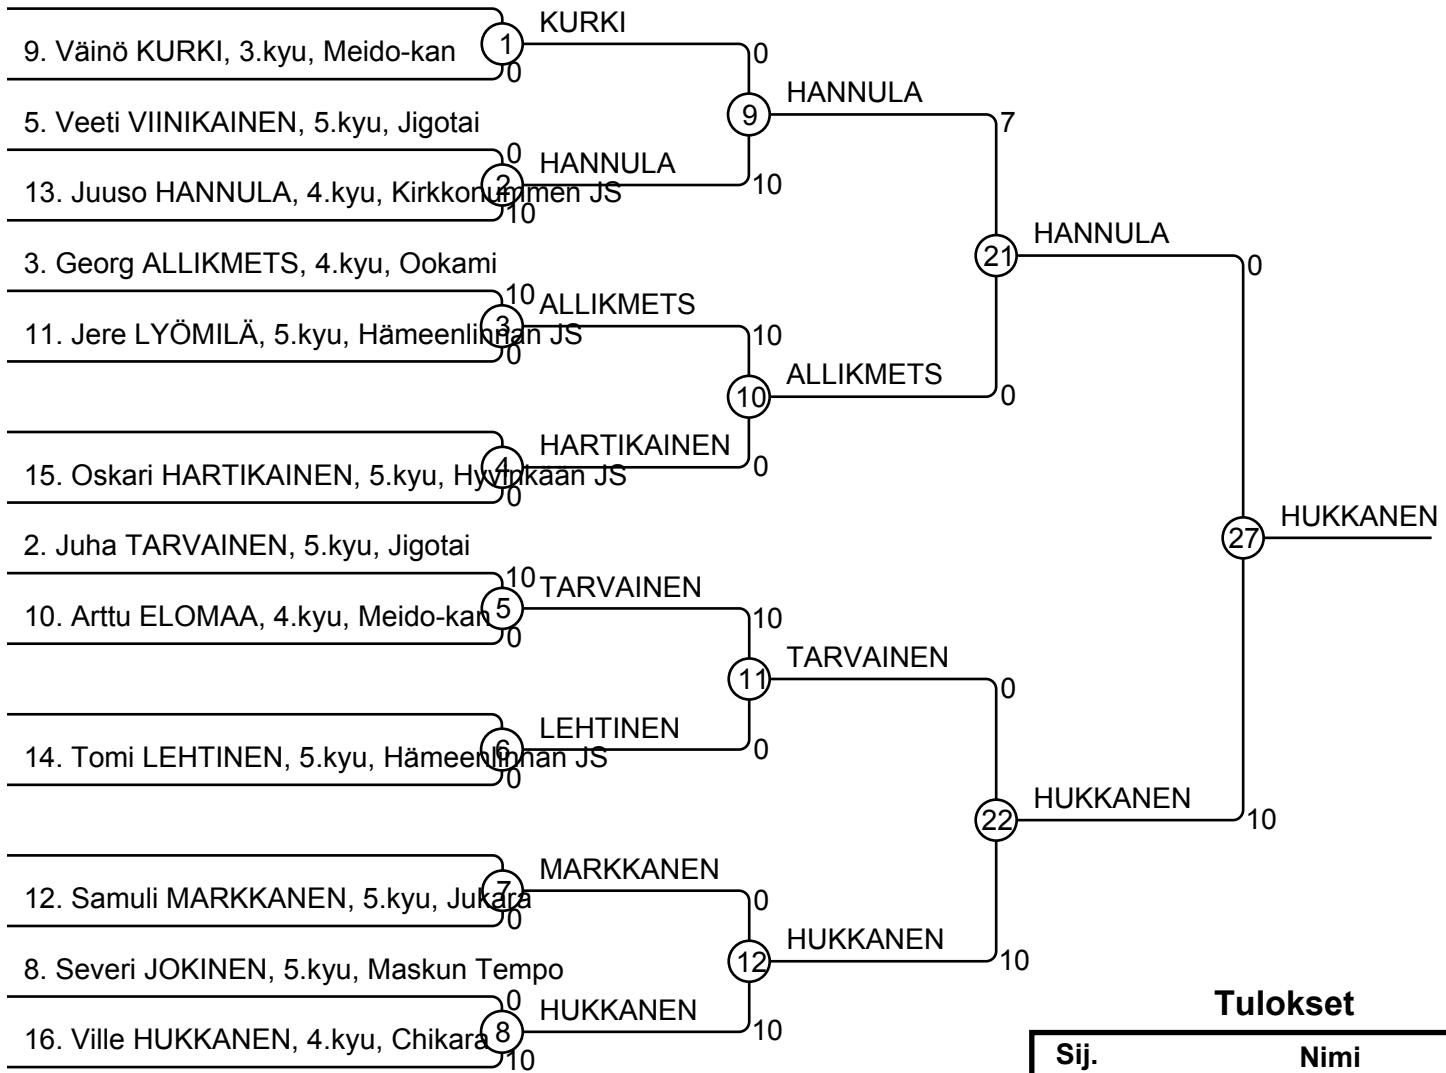 KURKI
9. Väinö KURKI, 3.kyu, Meido-kan
1
0
0
HANNULA
5. Veeti VIINIKAINEN, 5.kyu, Jigotai
9
7
0
HANNULA
13. Juuso HANNULA, 4.kyu, Kirkkonummen JS
2
10
10
HANNULA
3. Georg ALLIKMETS, 4.kyu, Ookami
21
0
10
ALLIKMETS
11. Jere LYÖMILÄ, 5.kyu, Hämeenlinnan JS
3
10
0
ALLIKMETS
10
0
HARTIKAINEN
15. Oskari HARTIKAINEN, 5.kyu, Hyvinkään JS
4
0
0
HUKKANEN
2. Juha TARVAINEN, 5.kyu, Jigotai
27
10
TARVAINEN
10. Arttu ELOMAA, 4.kyu, Meido-kan
5
10
0
TARVAINEN
11
0
LEHTINEN
14. Tomi LEHTINEN, 5.kyu, Hämeenlinnan JS
6
0
0
HUKKANEN
22
10
MARKKANEN
12. Samuli MARKKANEN, 5.kyu, Jukara
7
0
0
HUKKANEN
8. Severi JOKINEN, 5.kyu, Maskun Tempo
12
10
0
HUKKANEN
16. Ville HUKKANEN, 4.kyu, Chikara
8
10
10
Tulokset
Sij. Nimi